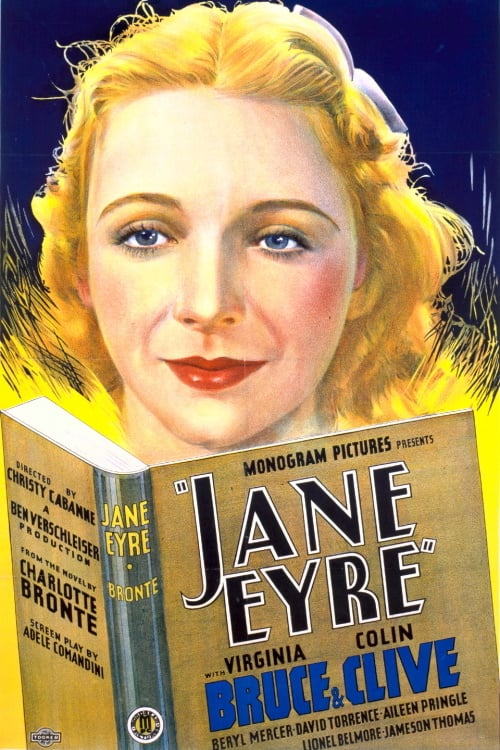 DIRECTED BY
CHRISTY CABANNE
A
BEN VERSCHLEISER
PRODUCTION
FROM THE NOVEL BY
CHARLOTTE
BRONTE
SCREEN PLAY BY
ADELE COMANDINI
JANE
EYRE
BRONTE
MONOGRAM PICTURES PRESENTS
"JANE
EYRE"
WITH VIRGINIA COLIN
BRUCE & CLIVE
BERYL MERCER-DAVID TORRENCE-AILEEN PRINGLE
LIONEL BELMORE-JAMESON THOMAS